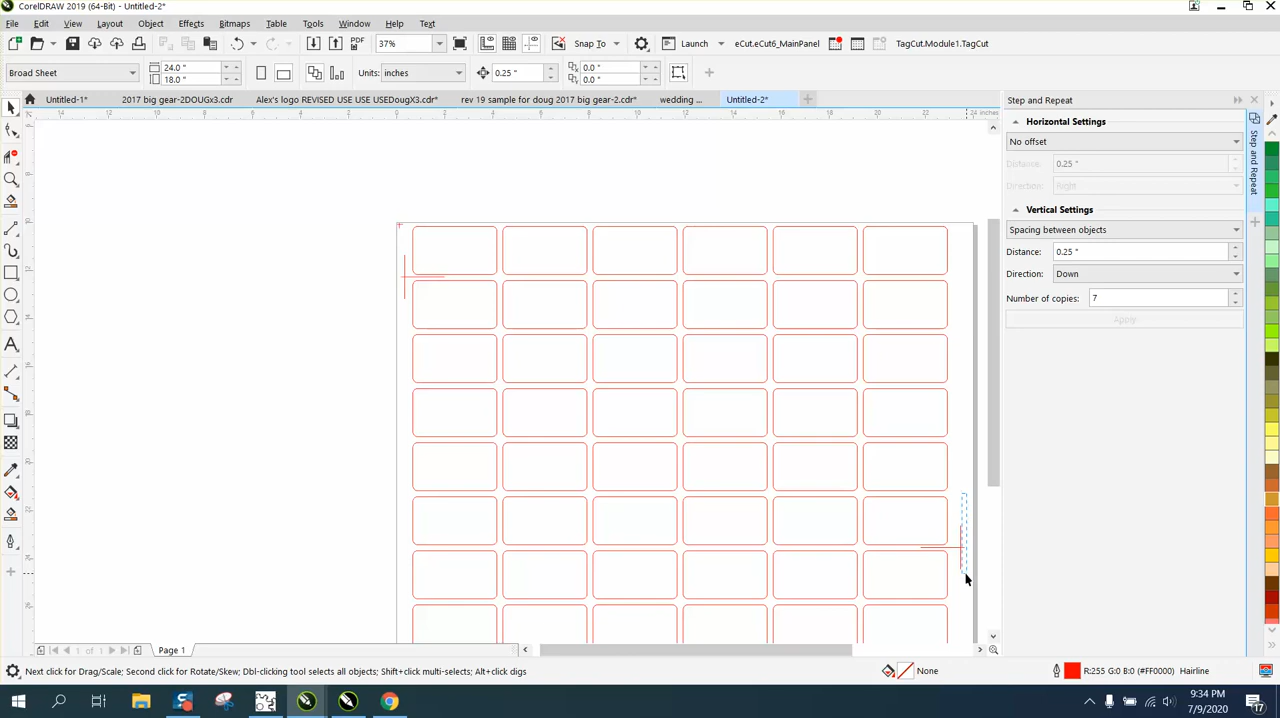 CorelDRAW 2019 (64-Bit) - Untitled-2*
File Edit View Layout Object Effects Bitmaps Table Tools Window Help Text
37% Snap To Launch eCut.eCut6_MainPanel TagCut.Module1.TagCut
PDF
Broad Sheet 24.0 " 18.0 " Units: inches 0.25 " 0.0 " 0.0 "
Untitled-1* 2017 big gear-2DOUGx3.cdr Alex's logo REVISED USE USE USEDougX3.cdr* rev 19 sample for doug 2017 big gear-2.cdr* wedding ... Untitled-2*
Step and Repeat
Horizontal Settings
No offset
Distance: 0.25 "
Direction: Right
Vertical Settings
Spacing between objects
Distance: 0.25 "
Direction: Down
Number of copies: 7
Apply
Step and Repeat
1 of 1 Page 1
Next click for Drag/Scale; Second click for Rotate/Skew; Dbl-clicking tool selects all objects; Shift+click multi-selects; Alt+click digs None R:255 G:0 B:0 (#FF0000) Hairline
9:34 PM
7/9/2020
17